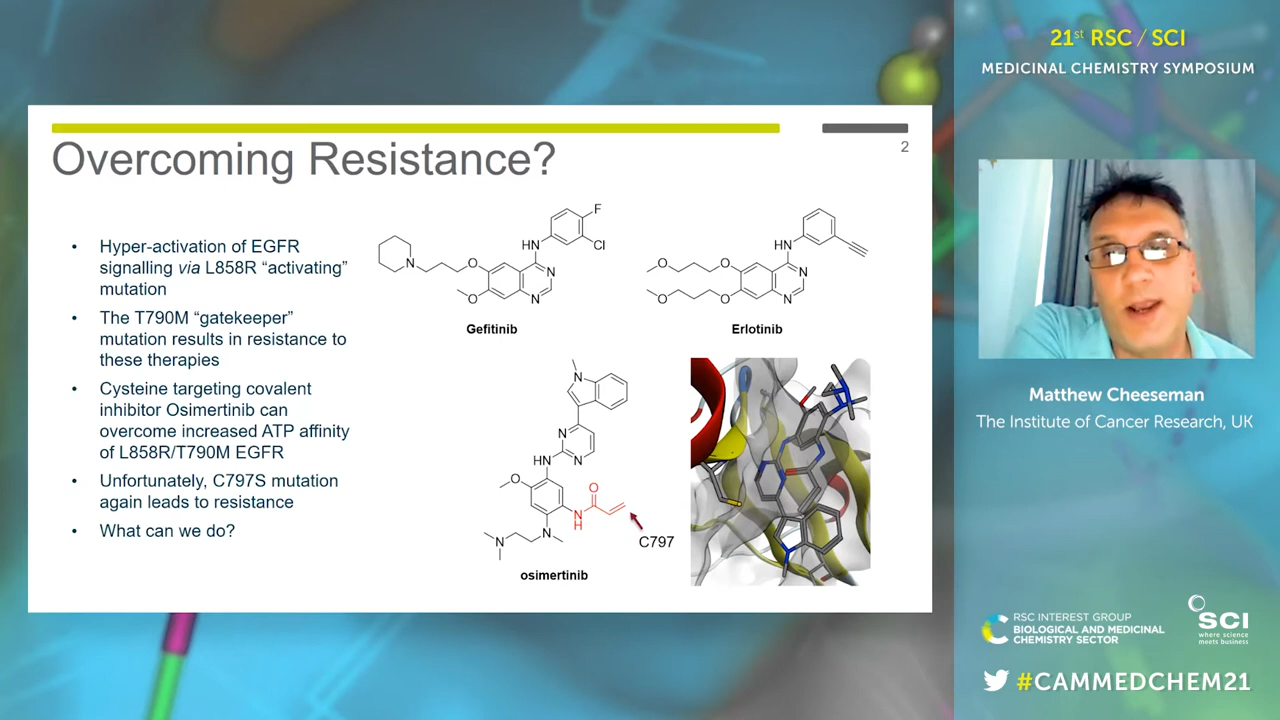 21st RSC / SCI
MEDICINAL CHEMISTRY SYMPOSIUM
2
Overcoming Resistance?
• Hyper-activation of EGFR
signalling via L858R “activating”
mutation
• The T790M “gatekeeper”
mutation results in resistance to
these therapies
• Cysteine targeting covalent
inhibitor Osimertinib can
overcome increased ATP affinity
of L858R/T790M EGFR
• Unfortunately, C797S mutation
again leads to resistance
• What can we do?
F
HN
Cl
N
O
N
O
N
Gefitinib
HN
O
O
N
O
O
N
Erlotinib
N
N
HN
N
O
O
N
H
N
N
C797
osimertinib
Matthew Cheeseman
The Institute of Cancer Research, UK
RSC INTEREST GROUP
BIOLOGICAL AND MEDICINAL
CHEMISTRY SECTOR
SCI
where science
meets business
#CAMMEDCHEM21